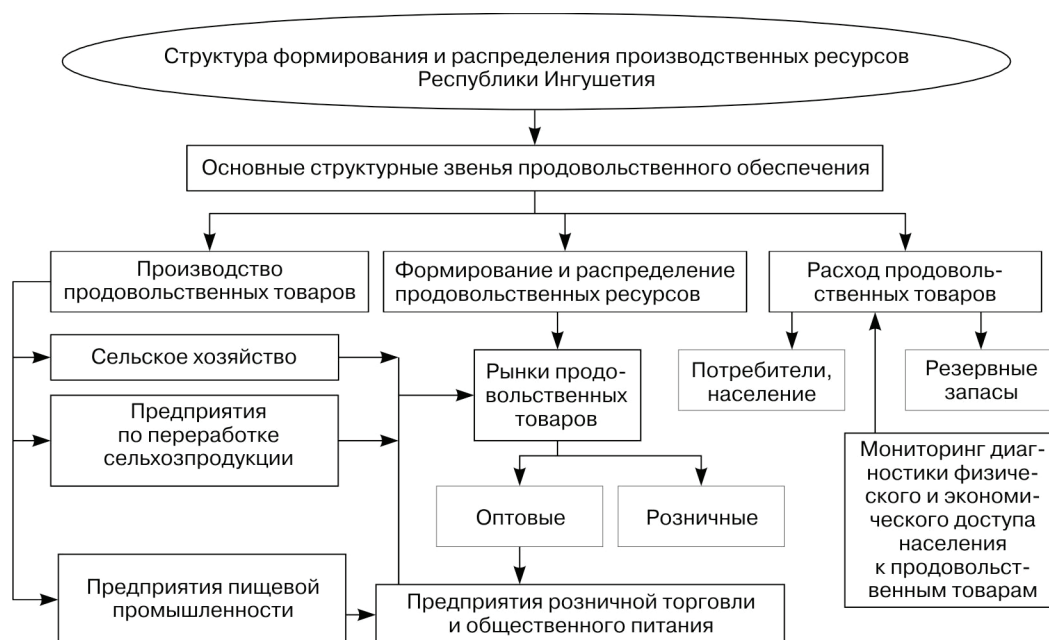 Структура формирования и распределения производственных ресурсов
Республики Ингушетия
Основные структурные звенья продовольственного обеспечения
Производство
продовольственных товаров
Формирование и распределение
продовольственных ресурсов
Расход продоволь-
ственных товаров
Сельское хозяйство
Рынки продо-
вольственных
товаров
Потребители,
население
Резервные
запасы
Предприятия
по переработке
сельхозпродукции
Мониторинг диаг-
ностики физиче-
ского и экономи-
ческого доступа
населения
к продовольст-
венным товарам
Оптовые
Розничные
Предприятия пищевой
промышленности
Предприятия розничной торговли
и общественного питания